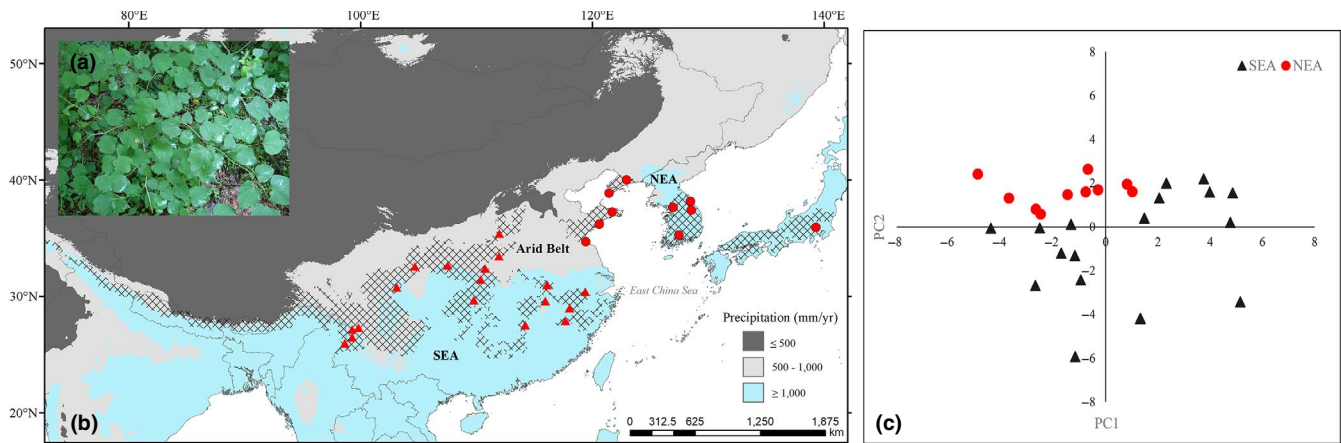 80°E 100°E 120°E 140°E
(a)
50°N
40°N
30°N
20°N
NEA
Arid Belt
East China Sea
SEA
Precipitation (mm/yr)
≤ 500
500 - 1,000
≥ 1,000
0 312.5 625 1,250 1,875
km
(b)
▲ SEA ● NEA
8
6
4
2
0
−8 −6 −4 −2 0 2 4 6 8
−2
−4
−6
−8
PC2
PC1
(c)